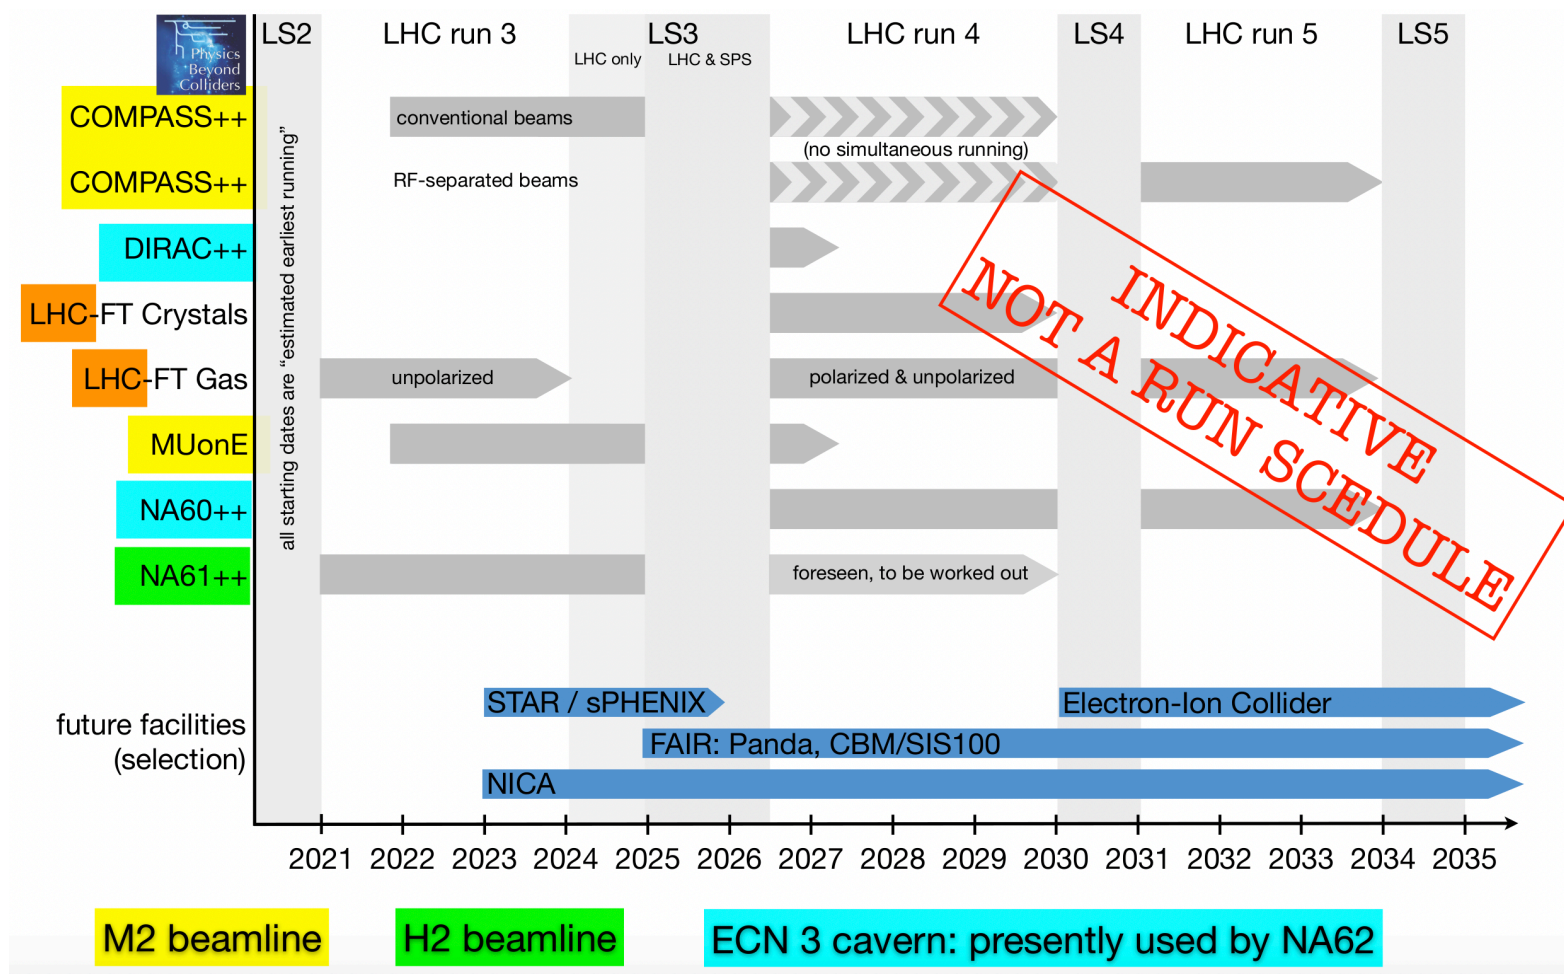 Physics
Beyond
Colliders
LS2
LHC run 3
LS3
LHC run 4
LS4
LHC run 5
LS5
LHC only
LHC & SPS
COMPASS++
conventional beams
(no simultaneous running)
COMPASS++
RF-separated beams
DIRAC++
LHC-FT Crystals
LHC-FT Gas
unpolarized
polarized & unpolarized
MUonE
NA60++
NA61++
foreseen, to be worked out
all starting dates are “estimated earliest running”
INDICATIVE
NOT A RUN SCEDULE
future facilities
(selection)
STAR / sPHENIX
Electron-Ion Collider
FAIR: Panda, CBM/SIS100
NICA
2021 2022 2023 2024 2025 2026 2027 2028 2029 2030 2031 2032 2033 2034 2035
M2 beamline
H2 beamline
ECN 3 cavern: presently used by NA62